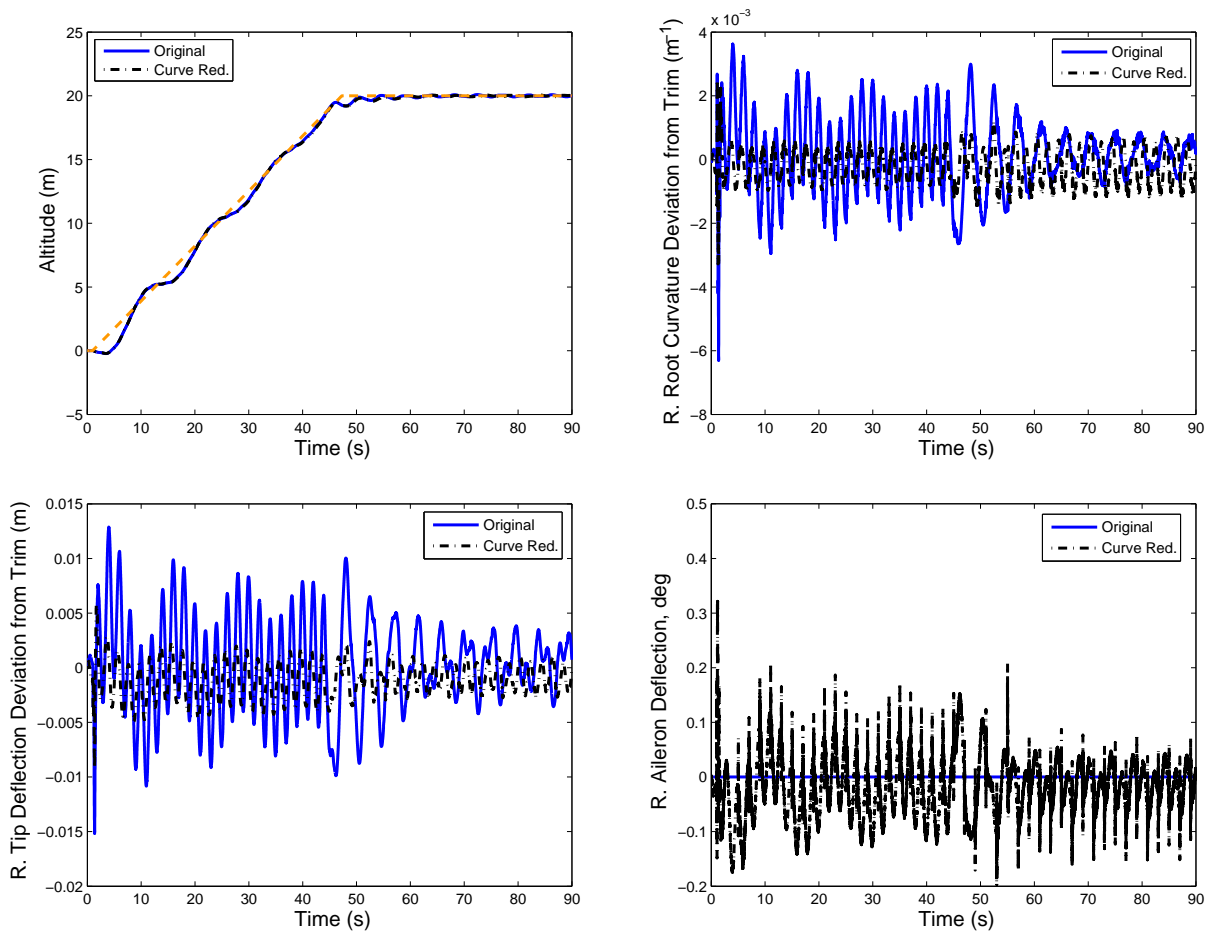 25
20
15
10
5
0
−5
0 10 20 30 40 50 60 70 80 90
Altitude (m)
Time (s)
Original
Curve Red.
x 10⁻³
4
2
0
−2
−4
−6
−8
0 10 20 30 40 50 60 70 80 90
R. Root Curvature Deviation from Trim (m⁻¹)
Time (s)
Original
Curve Red.
0.015
0.01
0.005
0
−0.005
−0.01
−0.015
−0.02
0 10 20 30 40 50 60 70 80 90
R. Tip Deflection Deviation from Trim (m)
Time (s)
Original
Curve Red.
0.5
0.4
0.3
0.2
0.1
0
−0.1
−0.2
0 10 20 30 40 50 60 70 80 90
R. Aileron Deflection, deg
Time (s)
Original
Curve Red.